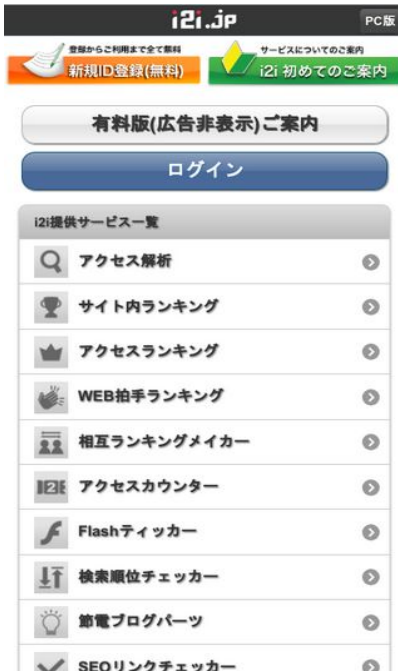 i2i.jp
PC版
登録からご利用まで全て無料
新規ID登録(無料)
サービスについてのご案内
i2i 初めてのご案内
有料版(広告非表示)ご案内
ログイン
i2i提供サービス一覧
アクセス解析
サイト内ランキング
アクセスランキング
WEB拍手ランキング
相互ランキングメイカー
アクセスカウンター
Flashティッカー
検索順位チェッカー
節電ブログパーツ
SEOリンクチェッカー